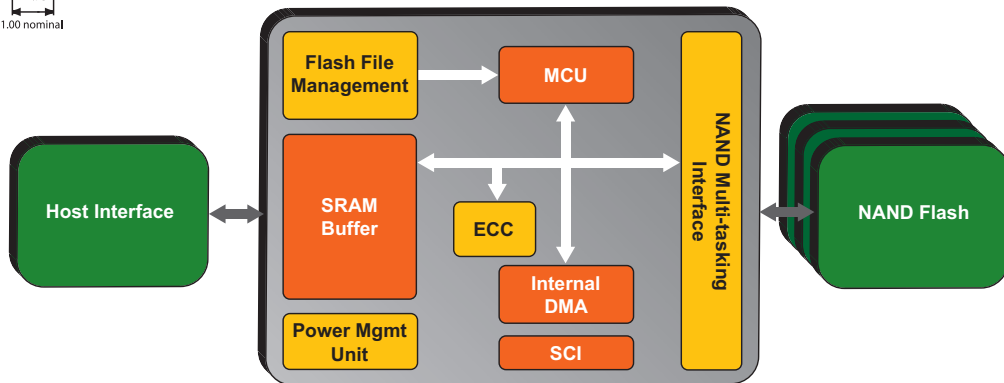 1.00 nominal
Flash File
Management
MCU
NAND Multi-tasking
Interface
Host Interface
SRAM
Buffer
ECC
NAND Flash
Internal
DMA
Power Mgmt
Unit
SCI